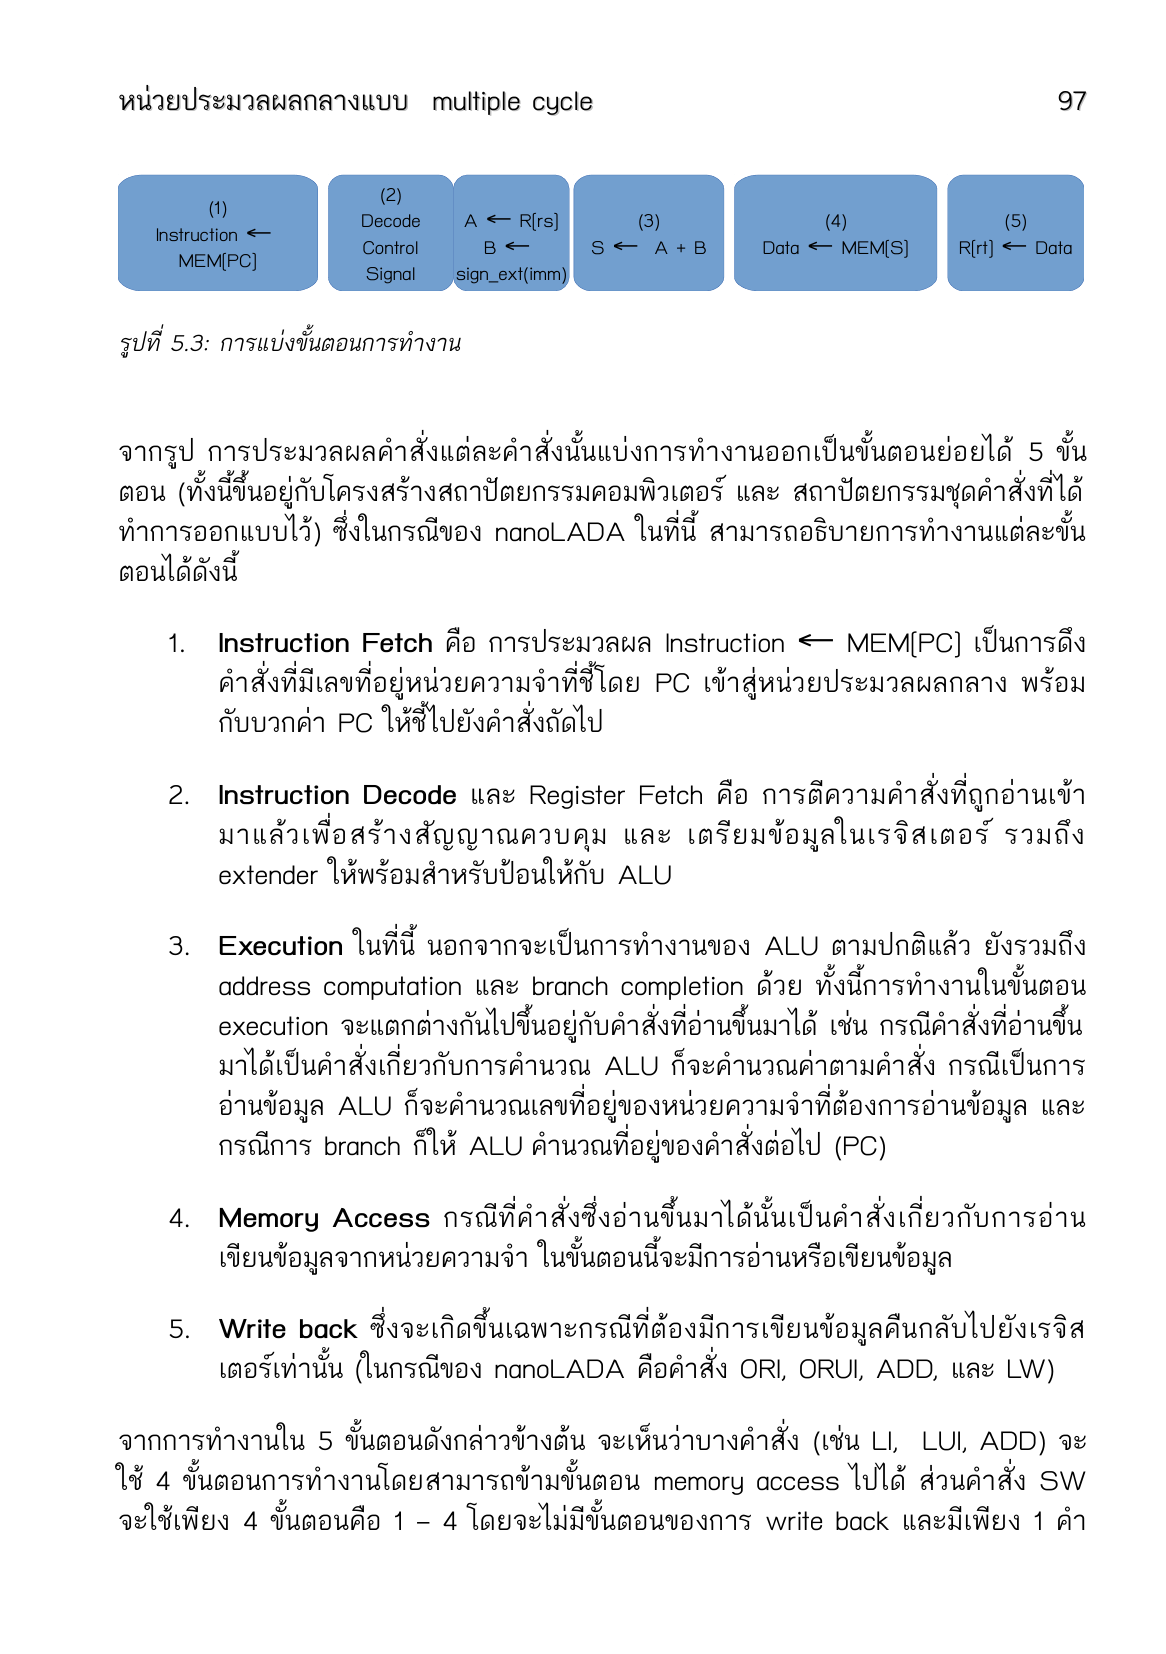 หน่วยประมวลผลกลางแบบ multiple cycle 97
(1)
Instruction ←
MEM[PC]
(2)
Decode
Control
Signal
A ← R[rs]
B ←
sign_ext(imm)
(3)
S ← A + B
(4)
Data ← MEM[S]
(5)
R[rt] ← Data
รูปที่ 5.3: การแบ่งขั้นตอนการทำงาน
จากรูป การประมวลผลคำสั่งแต่ละคำสั่งนั้นแบ่งการทำงานออกเป็นขั้นตอนย่อยได้ 5 ขั้น
ตอน (ทั้งนี้ขึ้นอยู่กับโครงสร้างสถาปัตยกรรมคอมพิวเตอร์ และ สถาปัตยกรรมชุดคำสั่งที่ได้
ทำการออกแบบไว้) ซึ่งในกรณีของ nanoLADA ในที่นี้ สามารถอธิบายการทำงานแต่ละขั้น
ตอนได้ดังนี้
1. Instruction Fetch คือ การประมวลผล Instruction ← MEM[PC] เป็นการดึง
คำสั่งที่มีเลขที่อยู่หน่วยความจำที่ชี้โดย PC เข้าสู่หน่วยประมวลผลกลาง พร้อม
กับบวกค่า PC ให้ชี้ไปยังคำสั่งถัดไป
2. Instruction Decode และ Register Fetch คือ การตีความคำสั่งที่ถูกอ่านเข้า
มาแล้วเพื่อสร้างสัญญาณควบคุม และ เตรียมข้อมูลในเรจิสเตอร์ รวมถึง
extender ให้พร้อมสำหรับป้อนให้กับ ALU
3. Execution ในที่นี้ นอกจากจะเป็นการทำงานของ ALU ตามปกติแล้ว ยังรวมถึง
address computation และ branch completion ด้วย ทั้งนี้การทำงานในขั้นตอน
execution จะแตกต่างกันไปขึ้นอยู่กับคำสั่งที่อ่านขึ้นมาได้ เช่น กรณีคำสั่งที่อ่านขึ้น
มาได้เป็นคำสั่งเกี่ยวกับการคำนวณ ALU ก็จะคำนวณค่าตามคำสั่ง กรณีเป็นการ
อ่านข้อมูล ALU ก็จะคำนวณเลขที่อยู่ของหน่วยความจำที่ต้องการอ่านข้อมูล และ
กรณีการ branch ก็ให้ ALU คำนวณที่อยู่ของคำสั่งต่อไป (PC)
4. Memory Access กรณีที่คำสั่งซึ่งอ่านขึ้นมาได้นั้นเป็นคำสั่งเกี่ยวกับการอ่าน
เขียนข้อมูลจากหน่วยความจำ ในขั้นตอนนี้จะมีการอ่านหรือเขียนข้อมูล
5. Write back ซึ่งจะเกิดขึ้นเฉพาะกรณีที่ต้องมีการเขียนข้อมูลคืนกลับไปยังเรจิส
เตอร์เท่านั้น (ในกรณีของ nanoLADA คือคำสั่ง ORI, ORUI, ADD, และ LW)
จากการทำงานใน 5 ขั้นตอนดังกล่าวข้างต้น จะเห็นว่าบางคำสั่ง (เช่น LI, LUI, ADD) จะ
ใช้ 4 ขั้นตอนการทำงานโดยสามารถข้ามขั้นตอน memory access ไปได้ ส่วนคำสั่ง SW
จะใช้เพียง 4 ขั้นตอนคือ 1 – 4 โดยจะไม่มีขั้นตอนของการ write back และมีเพียง 1 คำ